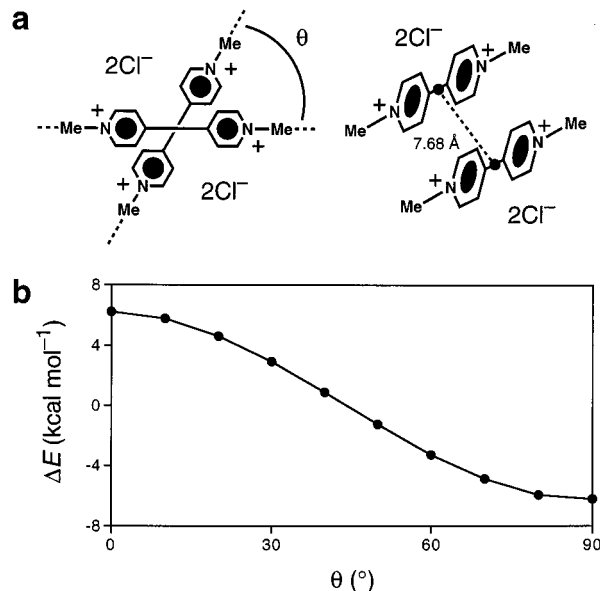 a
2Cl⁻
Me
θ
N
+
+
Me
N
N
Me
+
+
N
2Cl⁻
Me
2Cl⁻
Me
N
+
+
N
Me
7.68 Å
Me
N
+
+
N
Me
2Cl⁻
b
8
4
0
-4
-8
ΔE (kcal mol⁻¹)
0
30
60
90
θ (°)